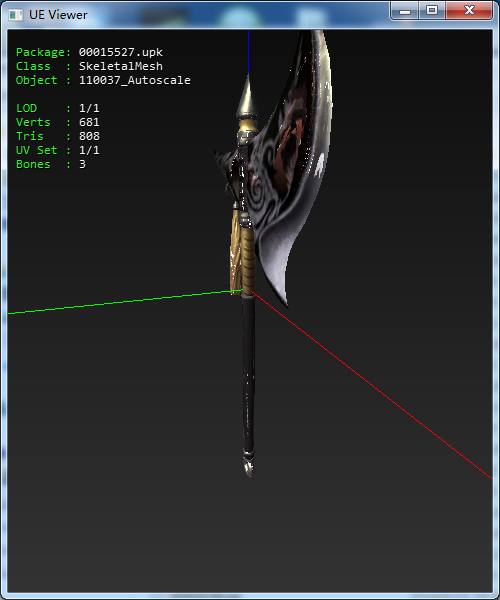 UE Viewer
Package: 00015527.upk
Class : SkeletalMesh
Object : 110037_Autoscale
LOD : 1/1
Verts : 681
Tris : 808
UV Set : 1/1
Bones : 3